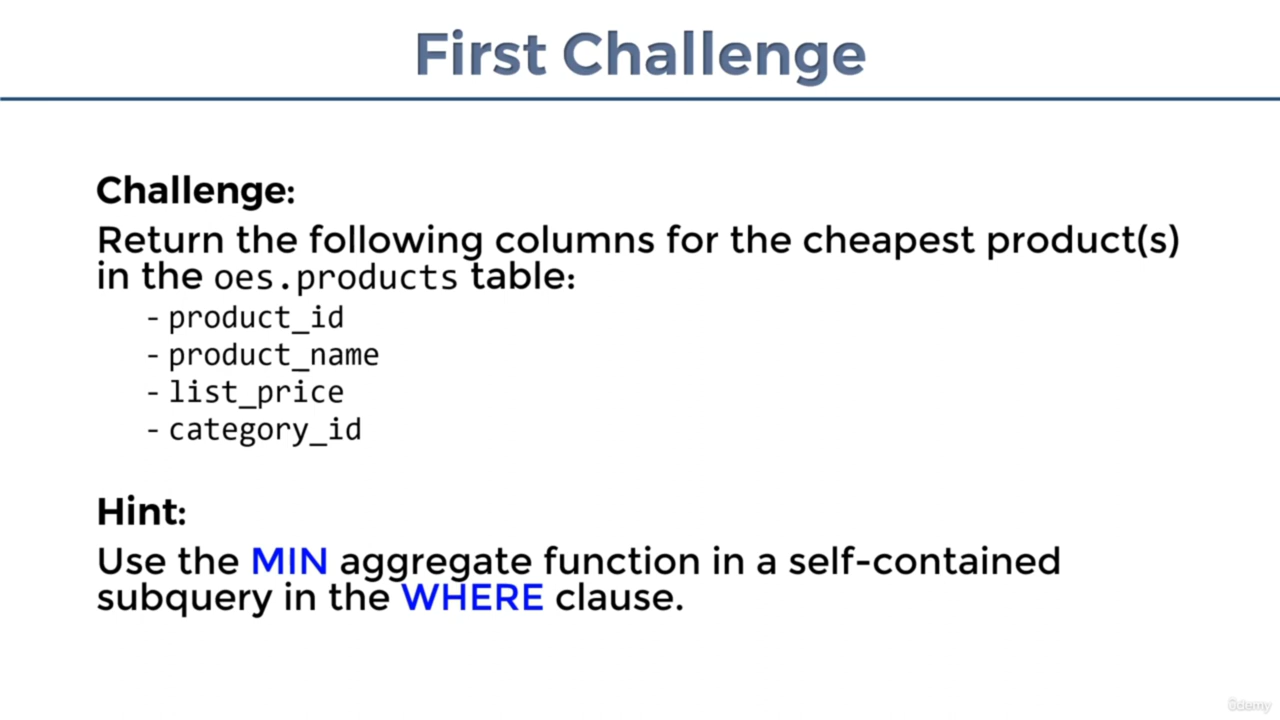 First Challenge
Challenge:
Return the following columns for the cheapest product(s)
in the oes.products table:
- product_id
- product_name
- list_price
- category_id
Hint:
Use the MIN aggregate function in a self-contained
subquery in the WHERE clause.
ûdemy